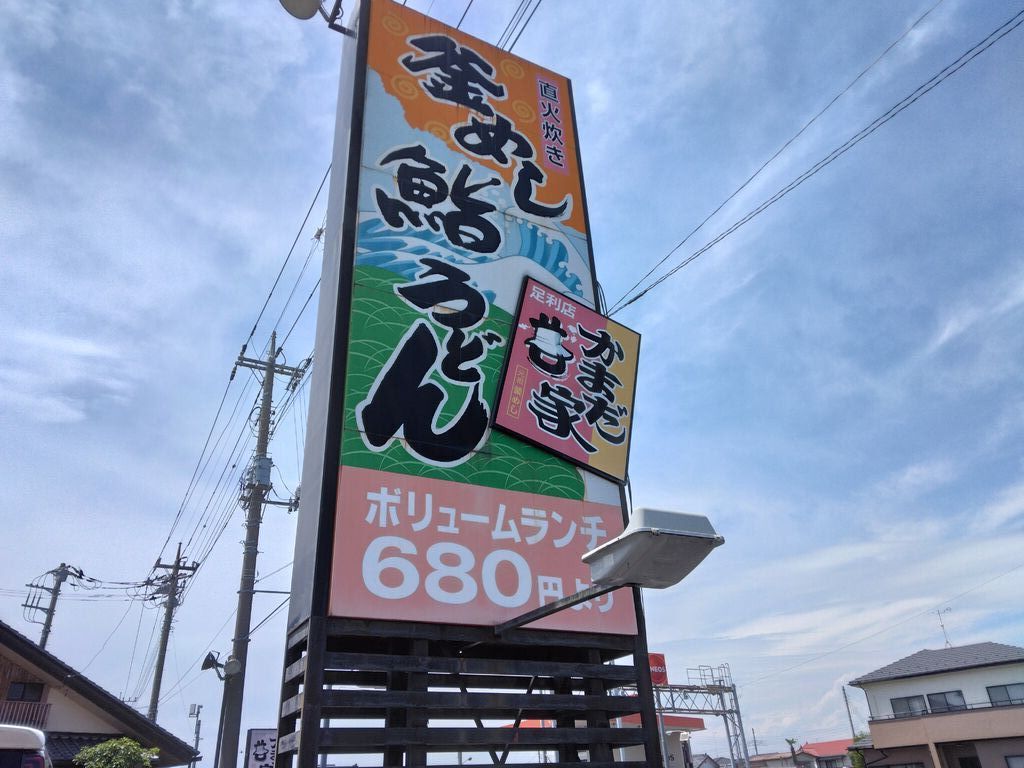 直火炊き
釜めし
鮨
うどん
足利店
かまだ
家
ボリュームランチ
680円より
ENEOS